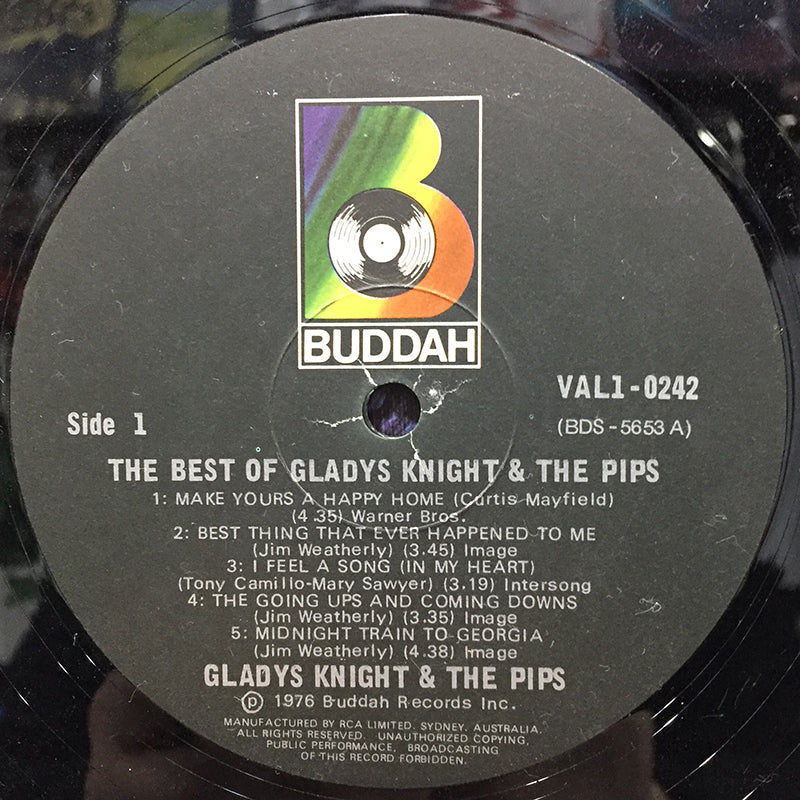 BUDDAH
VAL1-0242
Side 1
(BDS-5653 A)
THE BEST OF GLADYS KNIGHT & THE PIPS
1: MAKE YOURS A HAPPY HOME (Curtis Mayfield)
(4.35) Warner Bros.
2: BEST THING THAT EVER HAPPENED TO ME
(Jim Weatherly) (3.45) Image
3: I FEEL A SONG (IN MY HEART)
(Tony Camillo-Mary Sawyer) (3.19) Intersong
4: THE GOING UPS AND COMING DOWNS
(Jim Weatherly) (3.35) Image
5: MIDNIGHT TRAIN TO GEORGIA
(Jim Weatherly) (4.38) Image
GLADYS KNIGHT & THE PIPS
ⓟ 1976 Buddah Records Inc.
MANUFACTURED BY RCA LIMITED. SYDNEY. AUSTRALIA.
ALL RIGHTS RESERVED. UNAUTHORIZED COPYING,
PUBLIC PERFORMANCE, BROADCASTING
OF THIS RECORD FORBIDDEN.